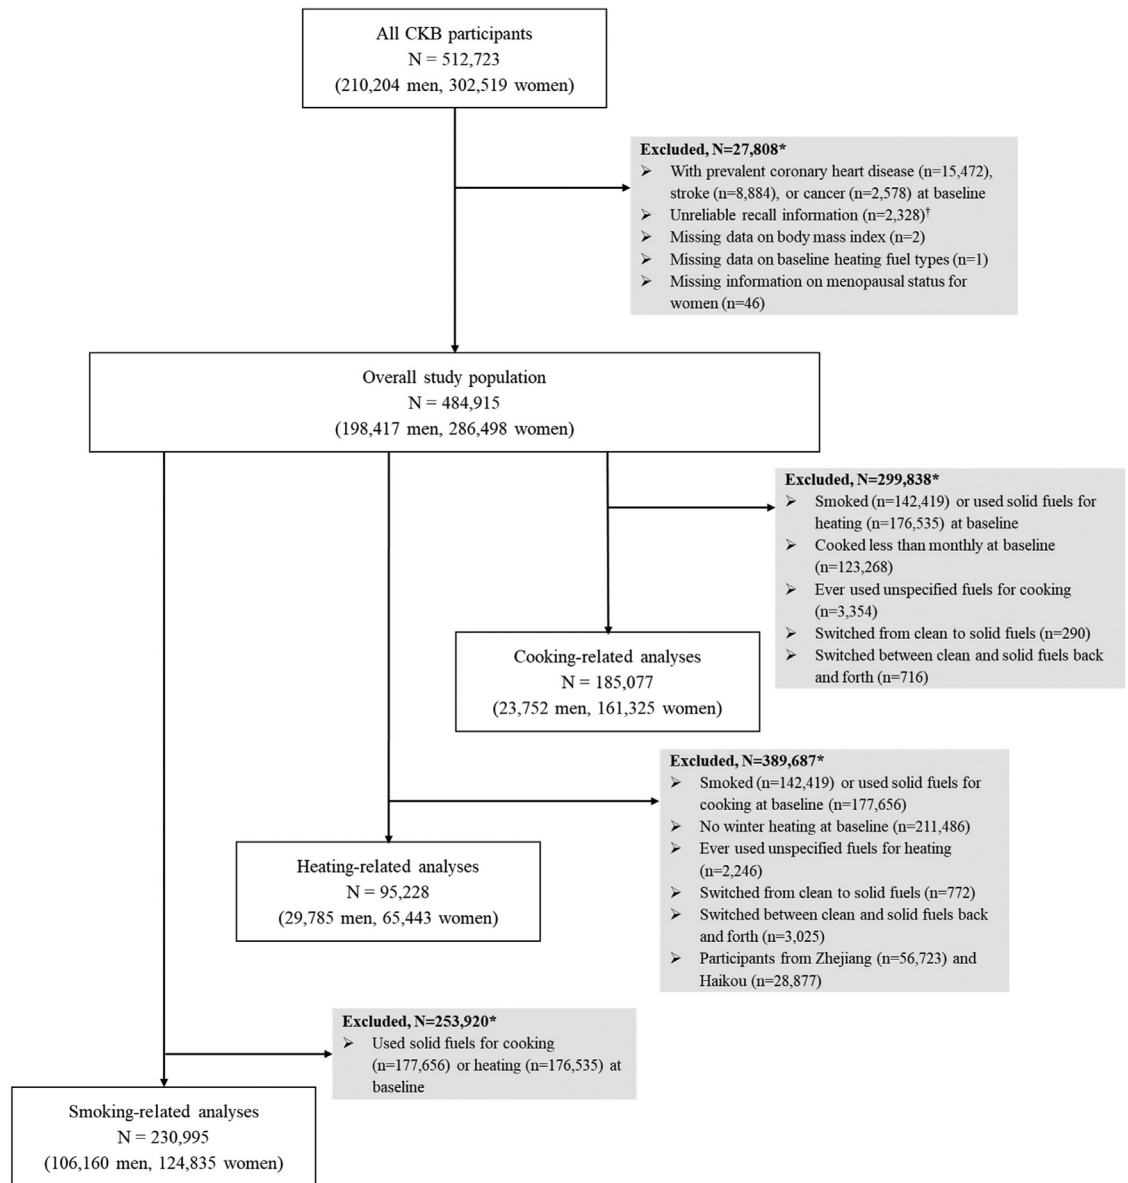 All CKB participants
N = 512,723
(210,204 men, 302,519 women)
Excluded, N=27,808*
➢ With prevalent coronary heart disease (n=15,472),
stroke (n=8,884), or cancer (n=2,578) at baseline
➢ Unreliable recall information (n=2,328)†
➢ Missing data on body mass index (n=2)
➢ Missing data on baseline heating fuel types (n=1)
➢ Missing information on menopausal status for
women (n=46)
Overall study population
N = 484,915
(198,417 men, 286,498 women)
Excluded, N=299,838*
➢ Smoked (n=142,419) or used solid fuels for
heating (n=176,535) at baseline
➢ Cooked less than monthly at baseline
(n=123,268)
➢ Ever used unspecified fuels for cooking
(n=3,354)
➢ Switched from clean to solid fuels (n=290)
➢ Switched between clean and solid fuels back
and forth (n=716)
Cooking-related analyses
N = 185,077
(23,752 men, 161,325 women)
Excluded, N=389,687*
➢ Smoked (n=142,419) or used solid fuels for
cooking at baseline (n=177,656)
➢ No winter heating at baseline (n=211,486)
➢ Ever used unspecified fuels for heating
(n=2,246)
➢ Switched from clean to solid fuels (n=772)
➢ Switched between clean and solid fuels back
and forth (n=3,025)
➢ Participants from Zhejiang (n=56,723) and
Haikou (n=28,877)
Heating-related analyses
N = 95,228
(29,785 men, 65,443 women)
Excluded, N=253,920*
➢ Used solid fuels for cooking
(n=177,656) or heating (n=176,535) at
baseline
Smoking-related analyses
N = 230,995
(106,160 men, 124,835 women)